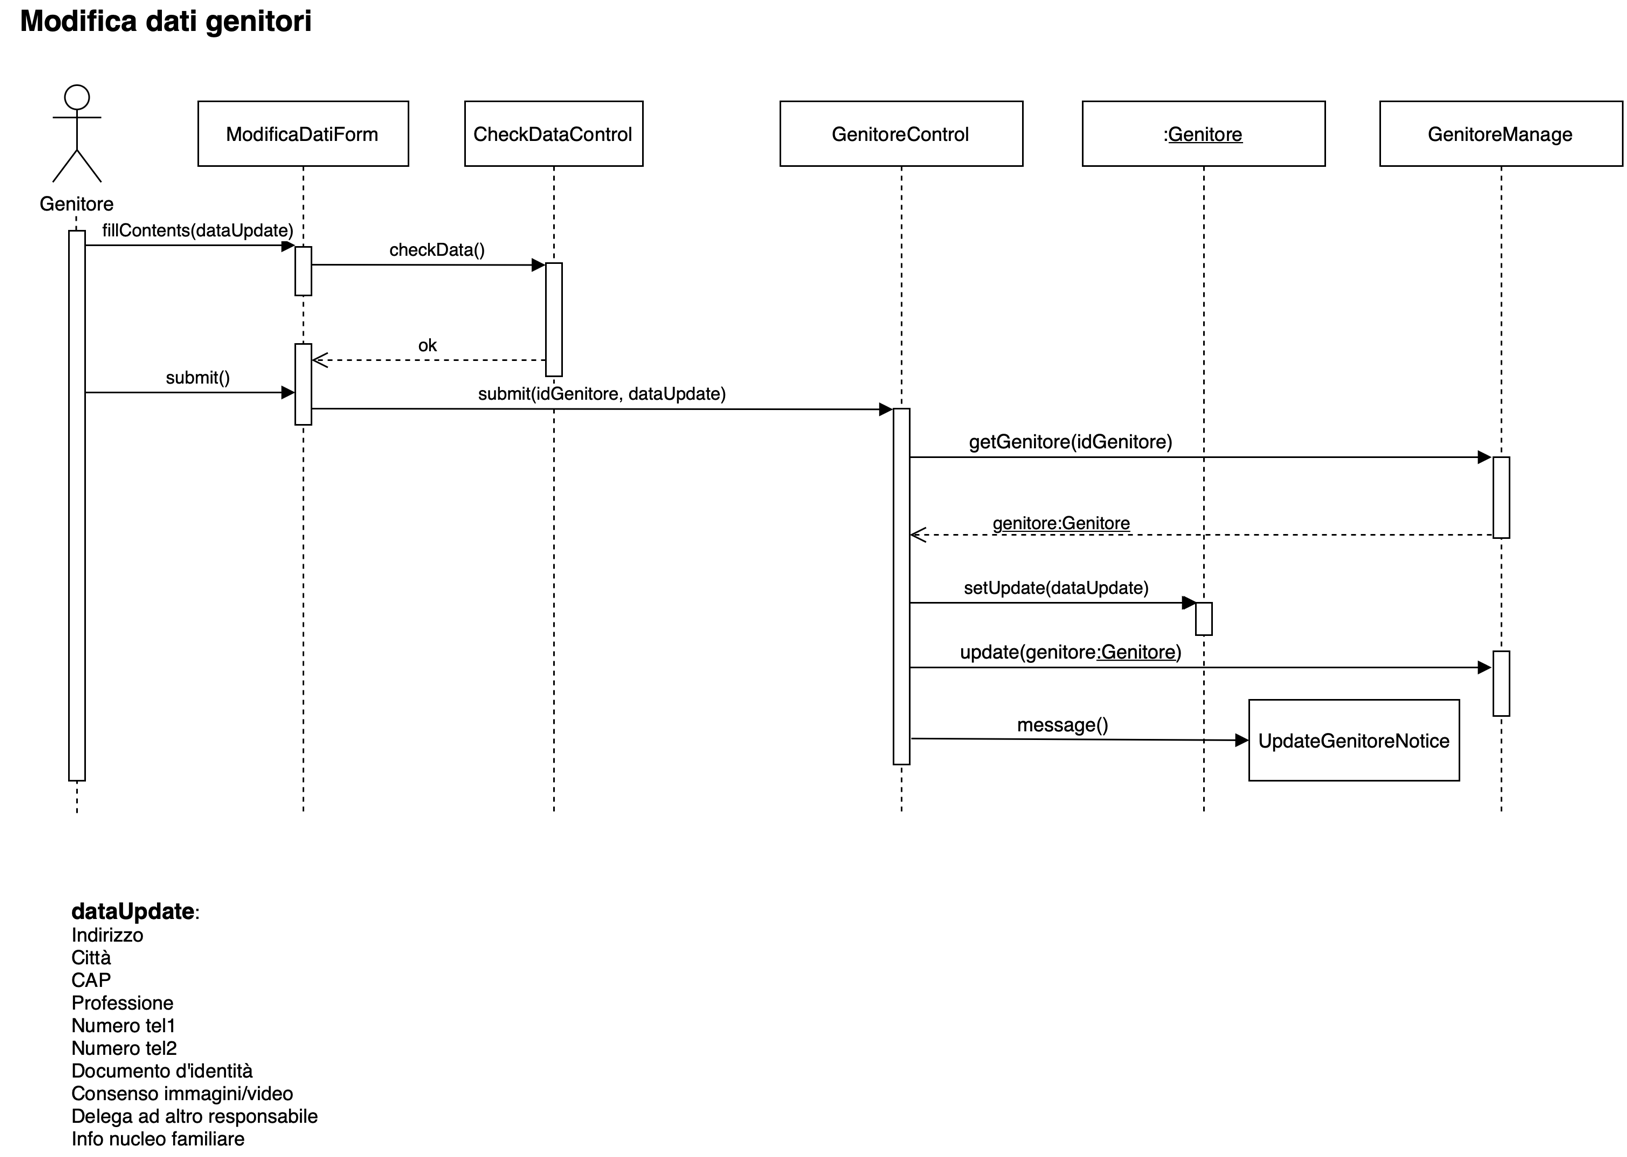 Modifica dati genitori
Genitore
ModificaDatiForm
CheckDataControl
GenitoreControl
:Genitore
GenitoreManage
fillContents(dataUpdate)
checkData()
ok
submit()
submit(idGenitore, dataUpdate)
getGenitore(idGenitore)
genitore:Genitore
setUpdate(dataUpdate)
update(genitore:Genitore)
message()
UpdateGenitoreNotice
dataUpdate:
Indirizzo
Città
CAP
Professione
Numero tel1
Numero tel2
Documento d'identità
Consenso immagini/video
Delega ad altro responsabile
Info nucleo familiare